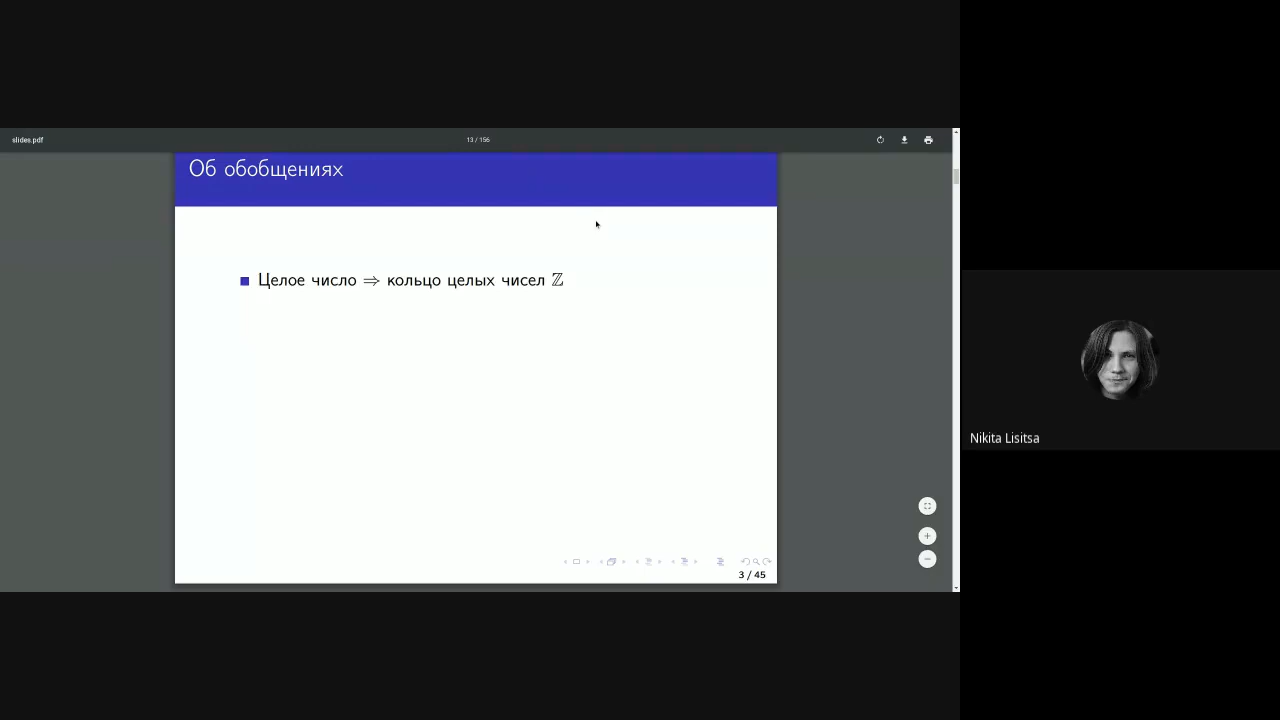 slides.pdf
13 / 156
Об обобщениях
Целое число ⇒ кольцо целых чисел ℤ
3 / 45
Nikita Lisitsa